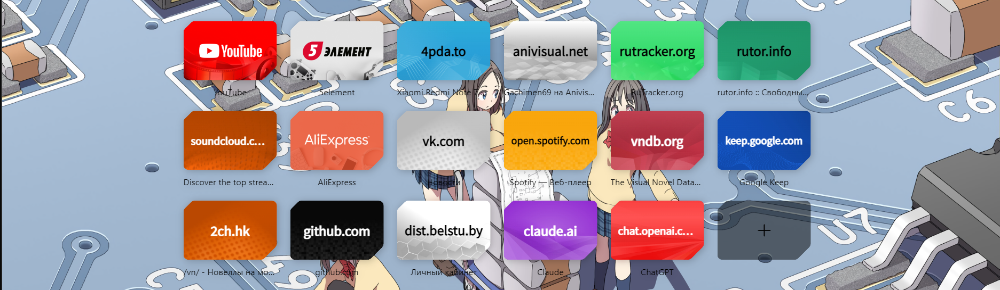 YouTube
5 ЭЛЕМЕНТ
4pda.to
anivisual.net
rutracker.org
rutor.info
YouTube
5element
Xiaomi Redmi Note 7
Gachimen69 на Anivis...
RuTracker.org
rutor.info :: Свободны...
soundcloud.c...
AliExpress
vk.com
open.spotify.com
vndb.org
keep.google.com
Discover the top strea...
AliExpress
Новости
Spotify — Веб-плеер
The Visual Novel Data...
Google Keep
2ch.hk
github.com
dist.belstu.by
claude.ai
chat.openai.c...
+
/vn/ - Новеллы на мо...
github.com
Личный кабинет
Claude
ChatGPT
C6
U7